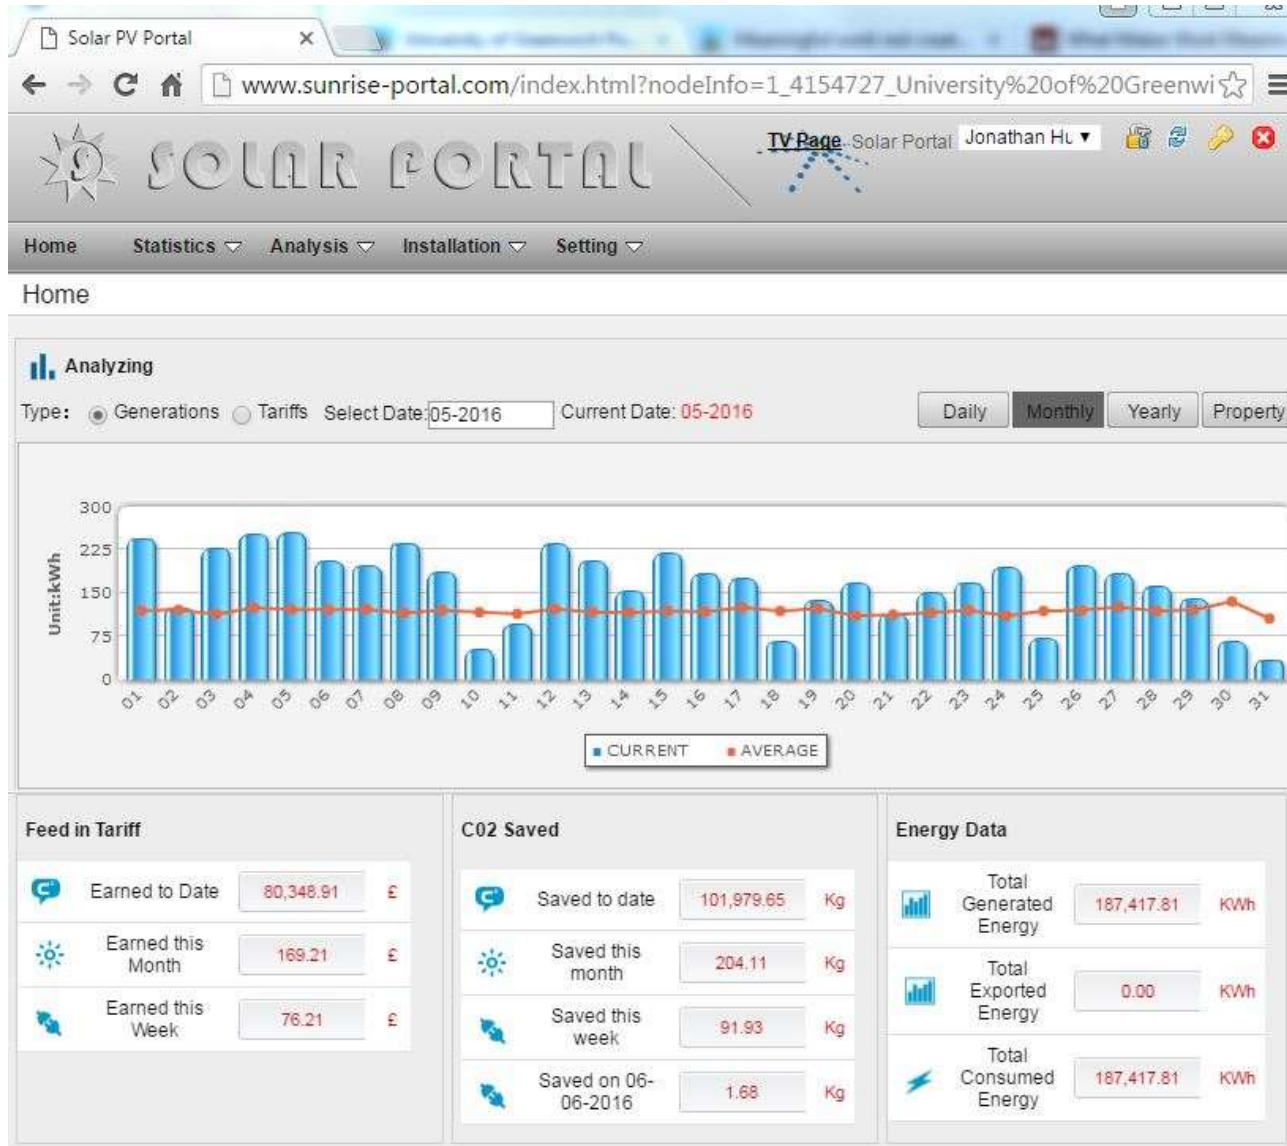 Solar PV Portal
www.sunrise-portal.com/index.html?nodeInfo=1_4154727_University%20of%20Greenwi
S SOLAR PORTAL
TV Page Solar Portal Jonathan Hu
Home Statistics Analysis Installation Setting
Home
Analyzing
Type: Generations Tariffs Select Date: 05-2016 Current Date: 05-2016 Daily Monthly Yearly Property
300
225
150
75
0
Unit:kWh
01 02 03 04 05 06 07 08 09 10 11 12 13 14 15 16 17 18 19 20 21 22 23 24 25 26 27 28 29 30 31
CURRENT AVERAGE
Feed in Tariff
Earned to Date 80,348.91 £
Earned this
Month 169.21 £
Earned this
Week 76.21 £
C02 Saved
Saved to date 101,979.65 Kg
Saved this
month 204.11 Kg
Saved this
week 91.93 Kg
Saved on 06-
06-2016 1.68 Kg
Energy Data
Total
Generated
Energy 187,417.81 KWh
Total
Exported
Energy 0.00 KWh
Total
Consumed
Energy 187,417.81 KWh